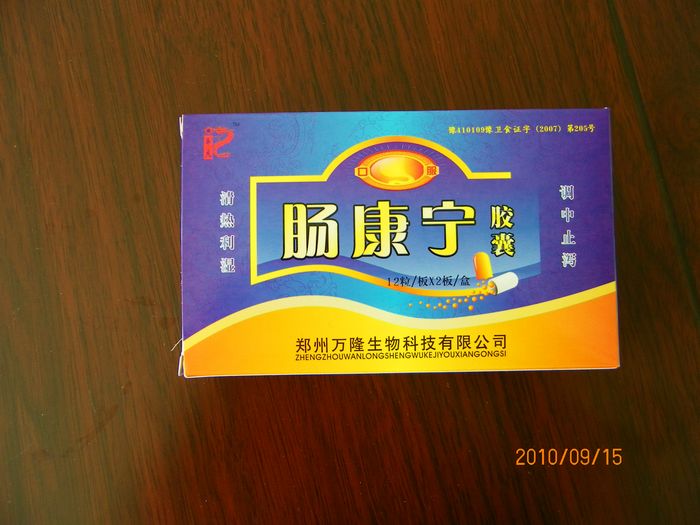 TM
豫410109豫卫食证字 (2007) 第205号
口服
清热利湿
肠康宁
胶囊
调中止泻
12粒/板X2板/盒
郑州万隆生物科技有限公司
ZHENGZHOUWANLONGSHENGWUKEJIYOUXIANGONGSI
2010/09/15